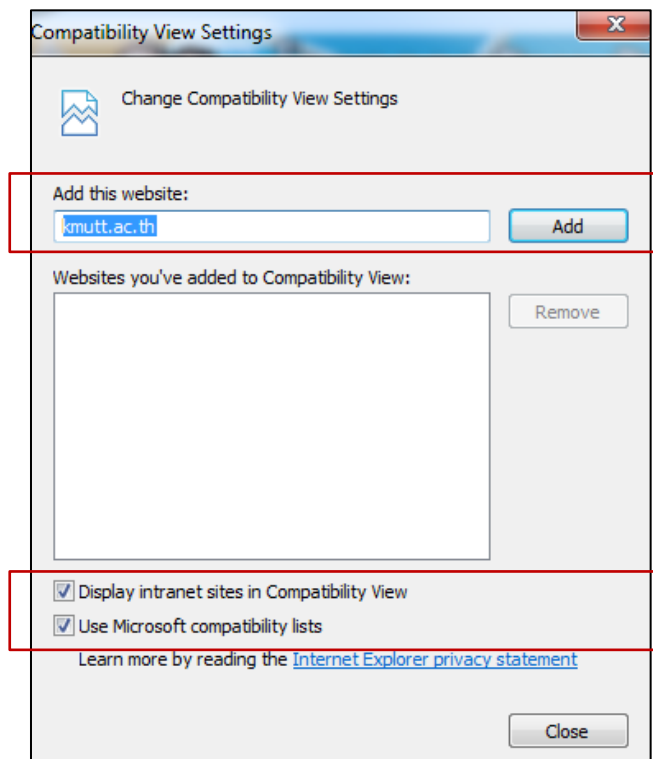 Compatibility View Settings
Change Compatibility View Settings
Add this website:
kmutt.ac.th
Add
Websites you've added to Compatibility View:
Remove
Display intranet sites in Compatibility View
Use Microsoft compatibility lists
Learn more by reading the Internet Explorer privacy statement
Close